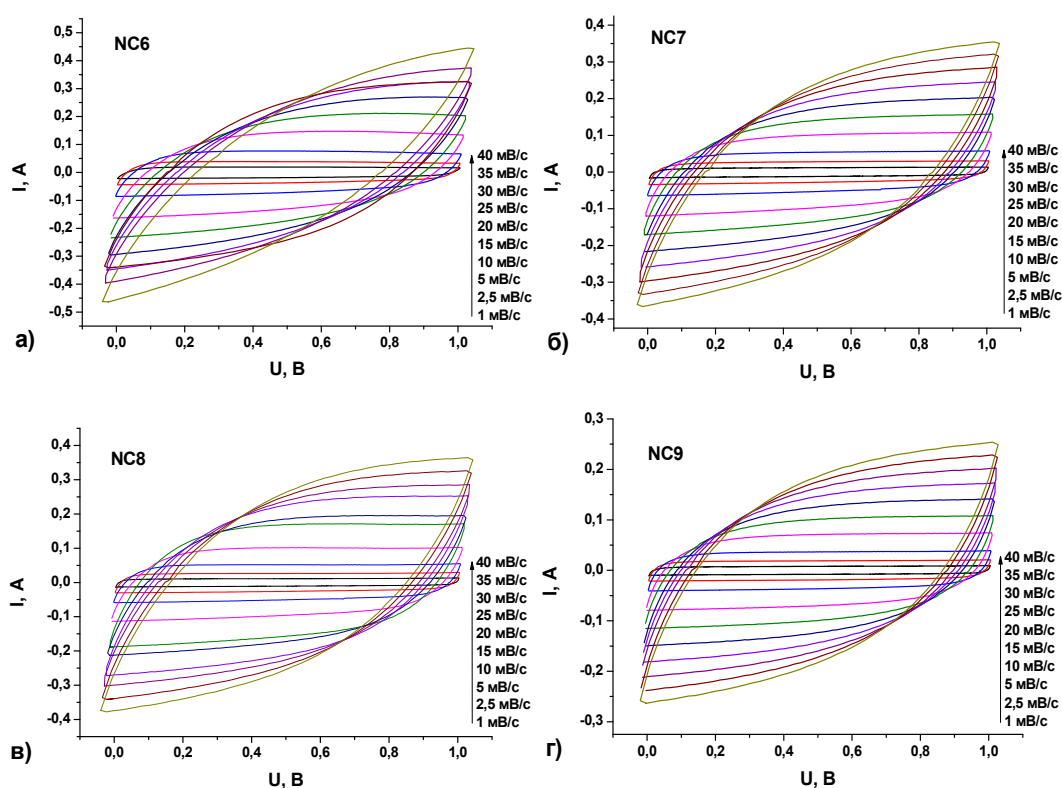 NC6
I, A
0,5
0,4
0,3
0,2
0,1
0,0
-0,1
-0,2
-0,3
-0,4
-0,5
40 мВ/с
35 мВ/с
30 мВ/с
25 мВ/с
20 мВ/с
15 мВ/с
10 мВ/с
5 мВ/с
2,5 мВ/с
1 мВ/с
0,0 0,2 0,4 0,6 0,8 1,0
а)
U, В
NC7
I, A
0,4
0,3
0,2
0,1
0,0
-0,1
-0,2
-0,3
-0,4
40 мВ/с
35 мВ/с
30 мВ/с
25 мВ/с
20 мВ/с
15 мВ/с
10 мВ/с
5 мВ/с
2,5 мВ/с
1 мВ/с
0,0 0,2 0,4 0,6 0,8 1,0
б)
U, В
NC8
I, A
0,4
0,3
0,2
0,1
0,0
-0,1
-0,2
-0,3
-0,4
40 мВ/с
35 мВ/с
30 мВ/с
25 мВ/с
20 мВ/с
15 мВ/с
10 мВ/с
5 мВ/с
2,5 мВ/с
1 мВ/с
0,0 0,2 0,4 0,6 0,8 1,0
в)
U, В
NC9
I, A
0,3
0,2
0,1
0,0
-0,1
-0,2
-0,3
40 мВ/с
35 мВ/с
30 мВ/с
25 мВ/с
20 мВ/с
15 мВ/с
10 мВ/с
5 мВ/с
2,5 мВ/с
1 мВ/с
0,0 0,2 0,4 0,6 0,8 1,0
г)
U, В